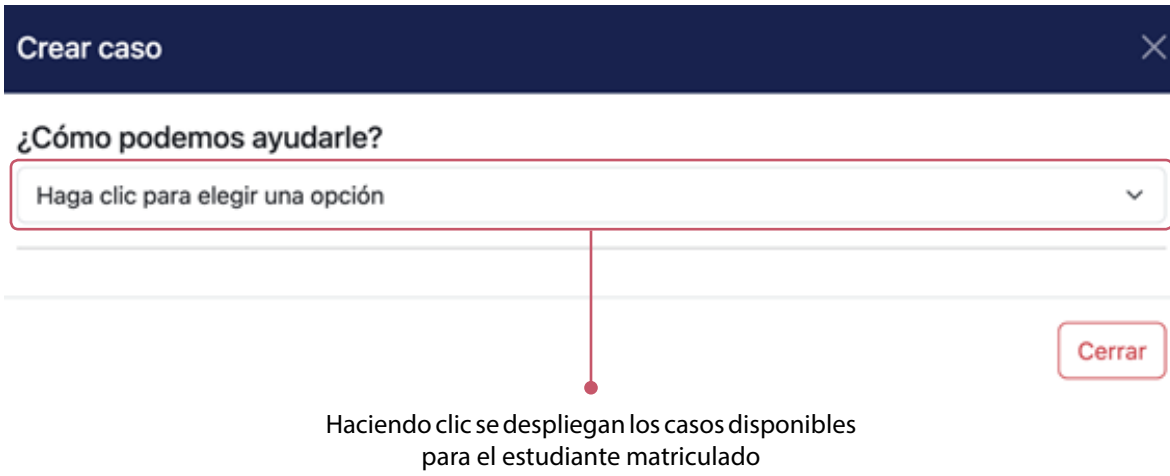 Crear caso
¿Cómo podemos ayudarle?
Haga clic para elegir una opción
Cerrar
Haciendo clic se despliegan los casos disponibles
para el estudiante matriculado